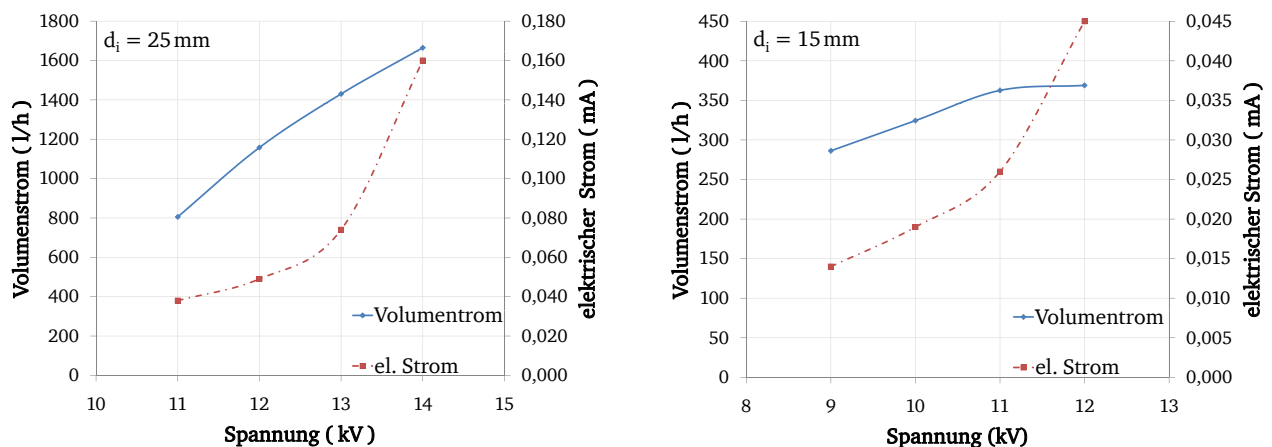 d_i = 25 mm
Volumenstrom ( l/h )
1800
1600
1400
1200
1000
800
600
400
200
0
0,180
0,160
0,140
0,120
0,100
0,080
0,060
0,040
0,020
0,000
elektrischer Strom ( mA )
Volumentrom
el. Strom
10 11 12 13 14 15
Spannung ( kV )
d_i = 15 mm
Volumenstrom ( l/h )
450
400
350
300
250
200
150
100
50
0
0,045
0,040
0,035
0,030
0,025
0,020
0,015
0,010
0,005
0,000
elektrischer Strom ( mA )
Volumentrom
el. Strom
8 9 10 11 12 13
Spannung (kV)